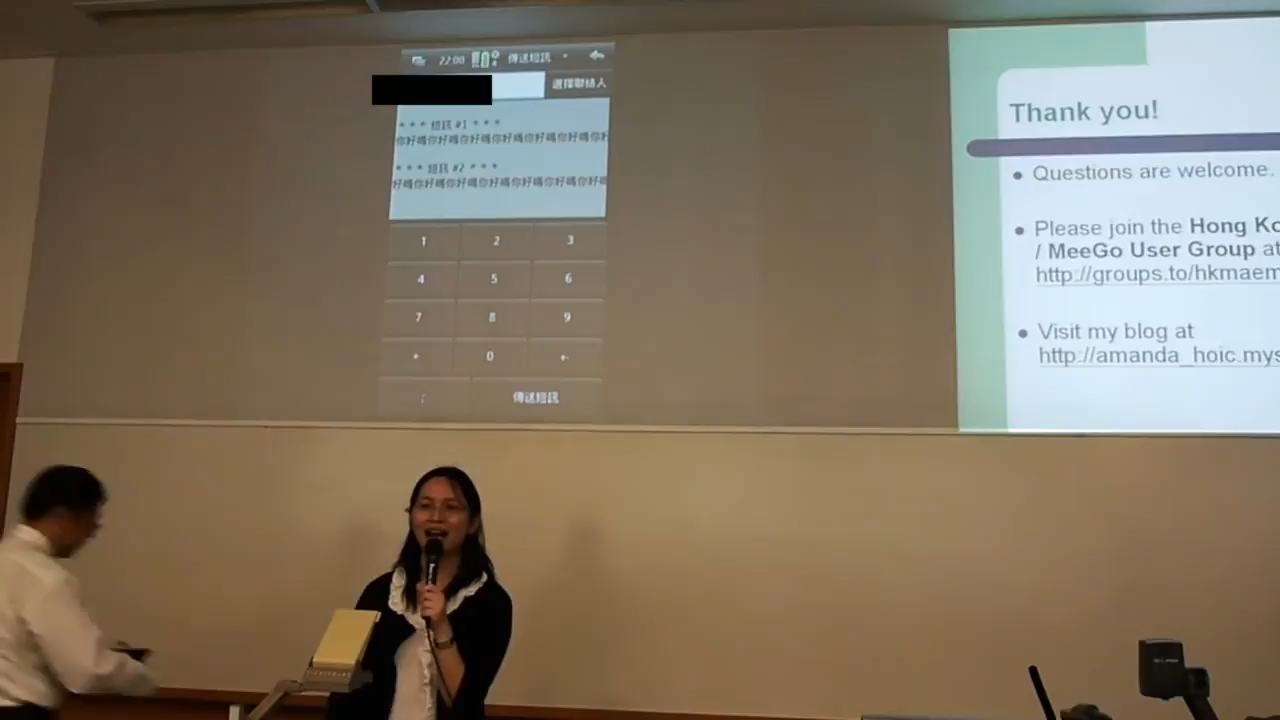 22:00 傳送短訊
選擇聯絡人
* * * 短訊 #1 * * *
你好嗎你好嗎你好嗎你好嗎你好嗎你好嗎你好
* * * 短訊 #2 * * *
好嗎你好嗎你好嗎你好嗎你好嗎你好嗎你好嗎
1 2 3
4 5 6
7 8 9
* 0 +
; 傳送短訊
Thank you!
• Questions are welcome.
• Please join the Hong Ko
/ MeeGo User Group at
http://groups.to/hkmaem
• Visit my blog at
http://amanda_hoic.mys